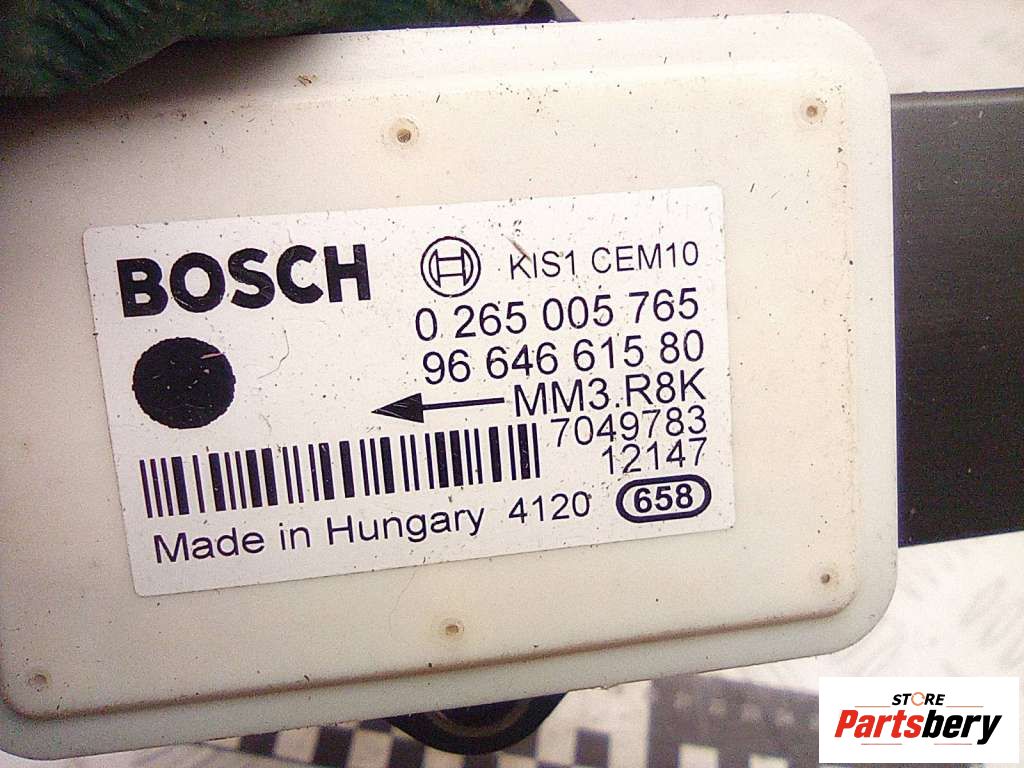 BOSCH
KIS1 CEM10
0 265 005 765
96 646 615 80
MM3.R8K
7049783
12147
Made in Hungary 4120 658
STORE
Partsbery